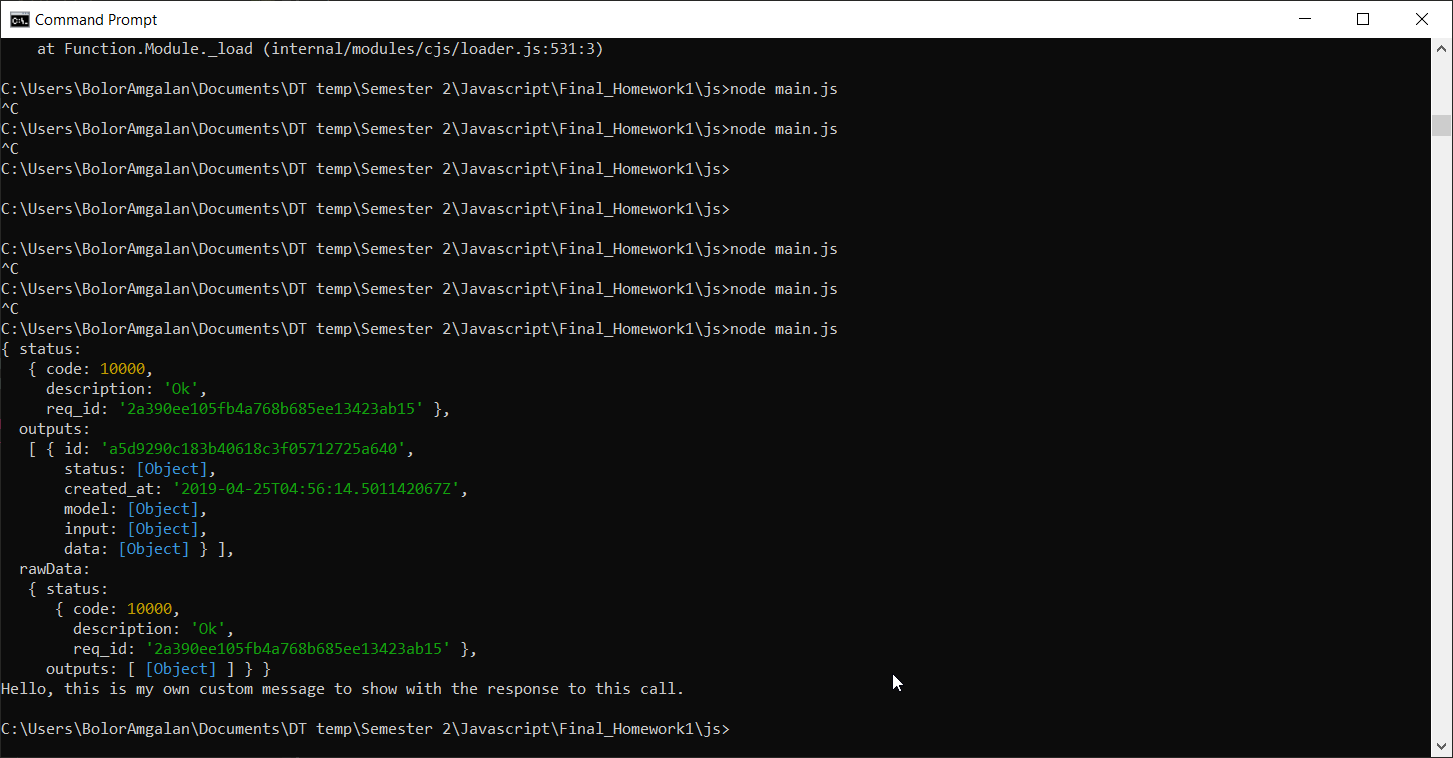 Command Prompt
    at Function.Module._load (internal/modules/cjs/loader.js:531:3)
C:\Users\BolorAmgalan\Documents\DT temp\Semester 2\Javascript\Final_Homework1\js>node main.js
^C
C:\Users\BolorAmgalan\Documents\DT temp\Semester 2\Javascript\Final_Homework1\js>node main.js
^C
C:\Users\BolorAmgalan\Documents\DT temp\Semester 2\Javascript\Final_Homework1\js>
C:\Users\BolorAmgalan\Documents\DT temp\Semester 2\Javascript\Final_Homework1\js>
C:\Users\BolorAmgalan\Documents\DT temp\Semester 2\Javascript\Final_Homework1\js>node main.js
^C
C:\Users\BolorAmgalan\Documents\DT temp\Semester 2\Javascript\Final_Homework1\js>node main.js
^C
C:\Users\BolorAmgalan\Documents\DT temp\Semester 2\Javascript\Final_Homework1\js>node main.js
{ status:
   { code: 10000,
     description: 'Ok',
     req_id: '2a390ee105fb4a768b685ee13423ab15' },
  outputs:
   [ { id: 'a5d9290c183b40618c3f05712725a640',
       status: [Object],
       created_at: '2019-04-25T04:56:14.501142067Z',
       model: [Object],
       input: [Object],
       data: [Object] } ],
  rawData:
   { status:
      { code: 10000,
        description: 'Ok',
        req_id: '2a390ee105fb4a768b685ee13423ab15' },
     outputs: [ [Object] ] } }
Hello, this is my own custom message to show with the response to this call.
C:\Users\BolorAmgalan\Documents\DT temp\Semester 2\Javascript\Final_Homework1\js>